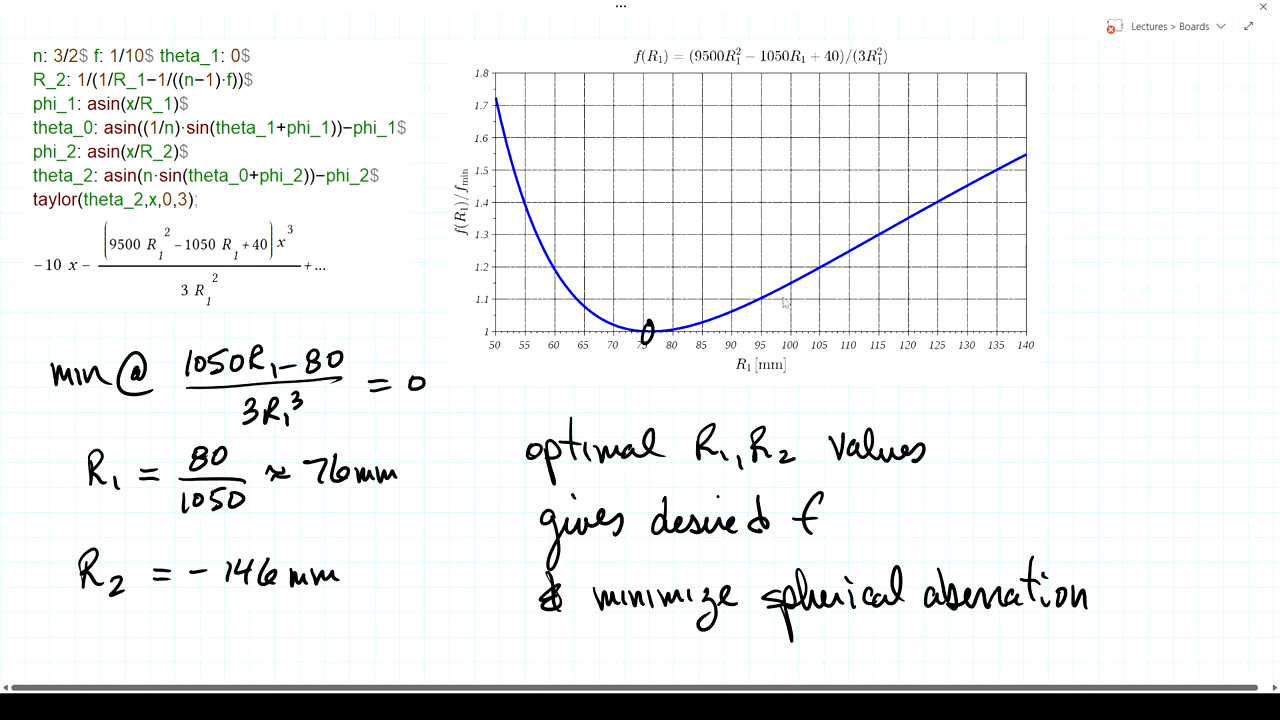 ...
Lectures > Boards
n: 3/2$ f: 1/10$ theta_1: 0$
R_2: 1/(1/R_1−1/((n−1)·f))$
phi_1: asin(x/R_1)$
theta_0: asin((1/n)·sin(theta_1+phi_1))−phi_1$
phi_2: asin(x/R_2)$
theta_2: asin(n·sin(theta_0+phi_2))−phi_2$
taylor(theta_2,x,0,3);
−10 x − (9500 R_1^2 −1050 R_1 +40) x^3 / 3 R_1^2 +...
f(R_1) = (9500R_1^2 − 1050R_1 + 40)/(3R_1^2)
1.8
1.7
1.6
1.5
1.4
1.3
1.2
1.1
1
f(R_1)/f_min
50 55 60 65 70 75 80 85 90 95 100 105 110 115 120 125 130 135 140
R_1 [mm]
min @ (1050R_1 − 80) / 3R_1^3 = 0
R_1 = 80/1050 ≈ 76mm
R_2 = − 146 mm
optimal R_1, R_2 values
gives desired f
& minimize spherical aberration